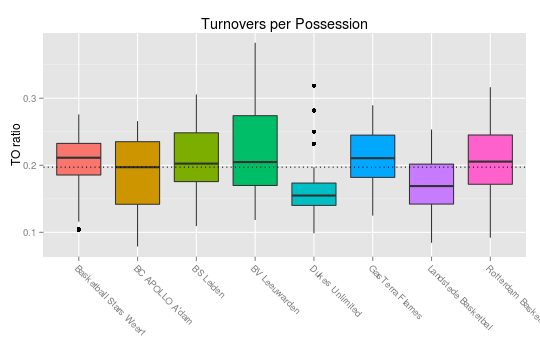 Turnovers per Possession
TO ratio
0.3
0.2
0.1
Basketball Stars Weert
BC APOLLO A'dam
BS Leiden
BV Leeuwarden
Dukes Unlimited
GasTerra Flames
Landstede Basketbal
Rotterdam Baske